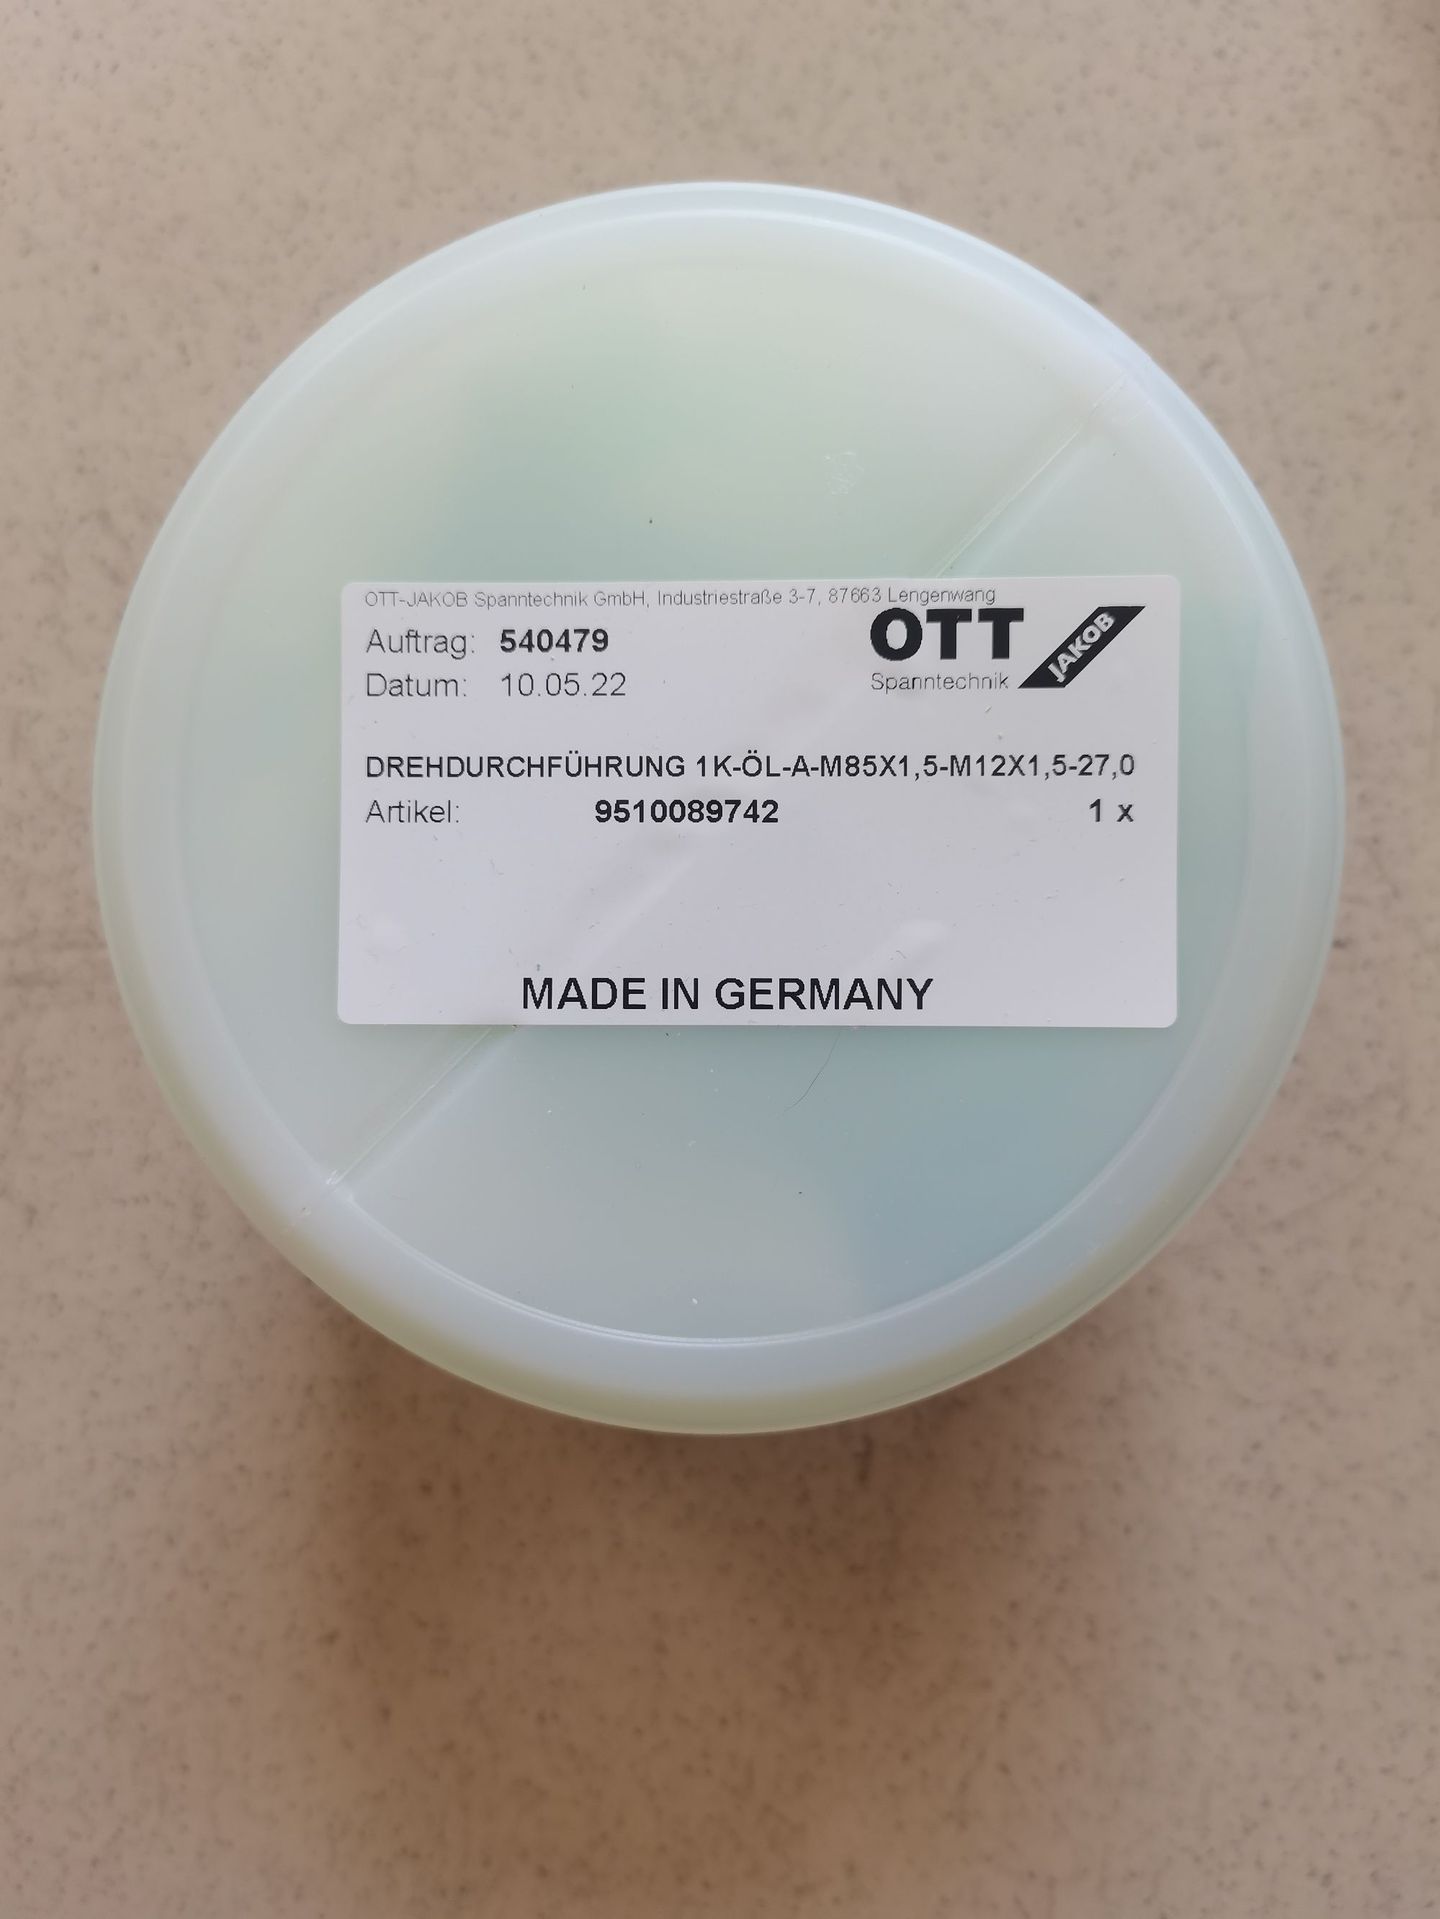 OTT-JAKOB Spanntechnik GmbH, Industriestraße 3-7, 87663 Lengenwang
Auftrag: 540479
Datum: 10.05.22
OTT
JAKOB
Spanntechnik
DREHDURCHFÜHRUNG 1K-ÖL-A-M85X1,5-M12X1,5-27,0
Artikel: 9510089742 1 x
MADE IN GERMANY